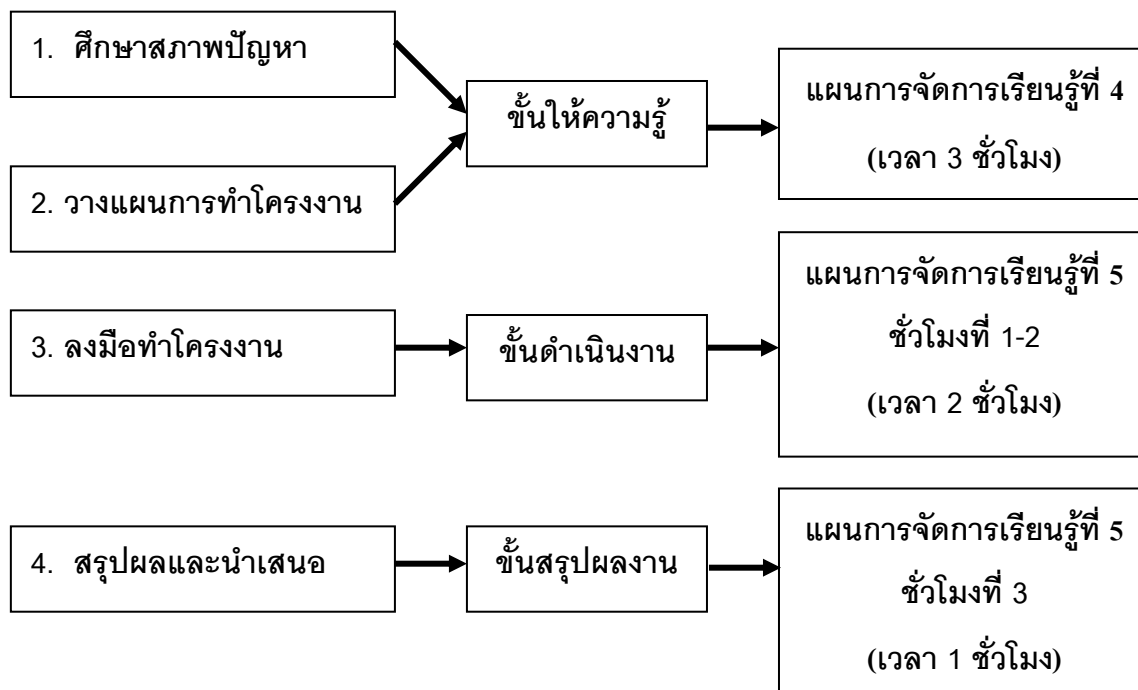 1. ศึกษาสภาพปัญหา
2. วางแผนการทำโครงงาน
ขั้นให้ความรู้
แผนการจัดการเรียนรู้ที่ 4
(เวลา 3 ชั่วโมง)
3. ลงมือทำโครงงาน
ขั้นดำเนินงาน
แผนการจัดการเรียนรู้ที่ 5
ชั่วโมงที่ 1-2
(เวลา 2 ชั่วโมง)
4. สรุปผลและนำเสนอ
ขั้นสรุปผลงาน
แผนการจัดการเรียนรู้ที่ 5
ชั่วโมงที่ 3
(เวลา 1 ชั่วโมง)